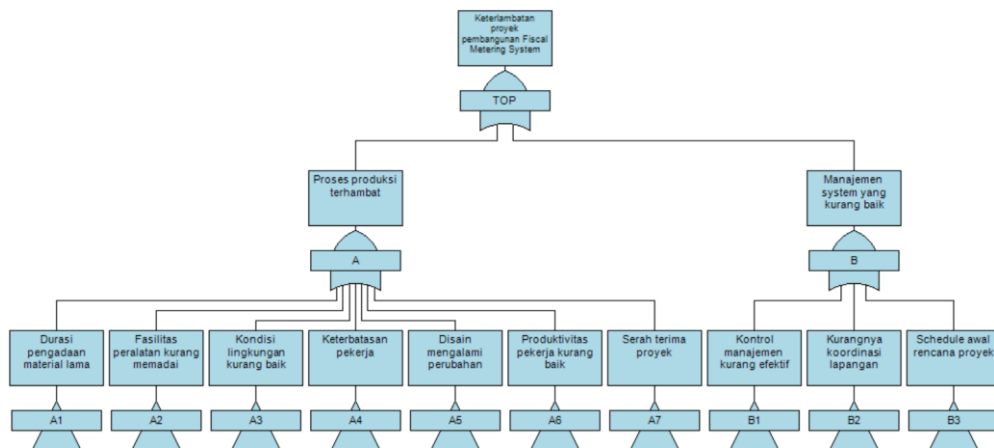 Keterlambatan
proyek
pembangunan Fiscal
Metering System
TOP
Proses produksi
terhambat
Manajemen
system yang
kurang baik
A
B
Durasi
pengadaan
material lama
Fasilitas
peralatan kurang
memadai
Kondisi
lingkungan
kurang baik
Keterbatasan
pekerja
Disain
mengalami
perubahan
Produktivitas
pekerja kurang
baik
Serah terima
proyek
Kontrol
manajemen
kurang efektif
Kurangnya
koordinasi
lapangan
Schedule awal
rencana proyek
A1
A2
A3
A4
A5
A6
A7
B1
B2
B3